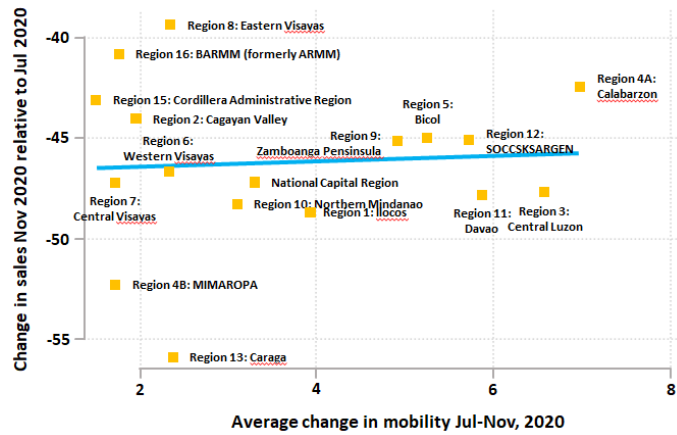 Change in sales Nov 2020 relative to Jul 2020
-40
-45
-50
-55
Region 8: Eastern Visayas
Region 16: BARMM (formerly ARMM)
Region 4A:
Calabarzon
Region 15: Cordillera Administrative Region
Region 5:
Bicol
Region 2: Cagayan Valley
Region 6:
Western Visayas
Region 9:
Zamboanga Pensinsula
Region 12:
SOCCSKSARGEN
National Capital Region
Region 7:
Central Visayas
Region 10: Northern Mindanao
Region 1: Ilocos
Region 11:
Davao
Region 3:
Central Luzon
Region 4B: MIMAROPA
Region 13: Caraga
2
4
6
8
Average change in mobility Jul-Nov, 2020